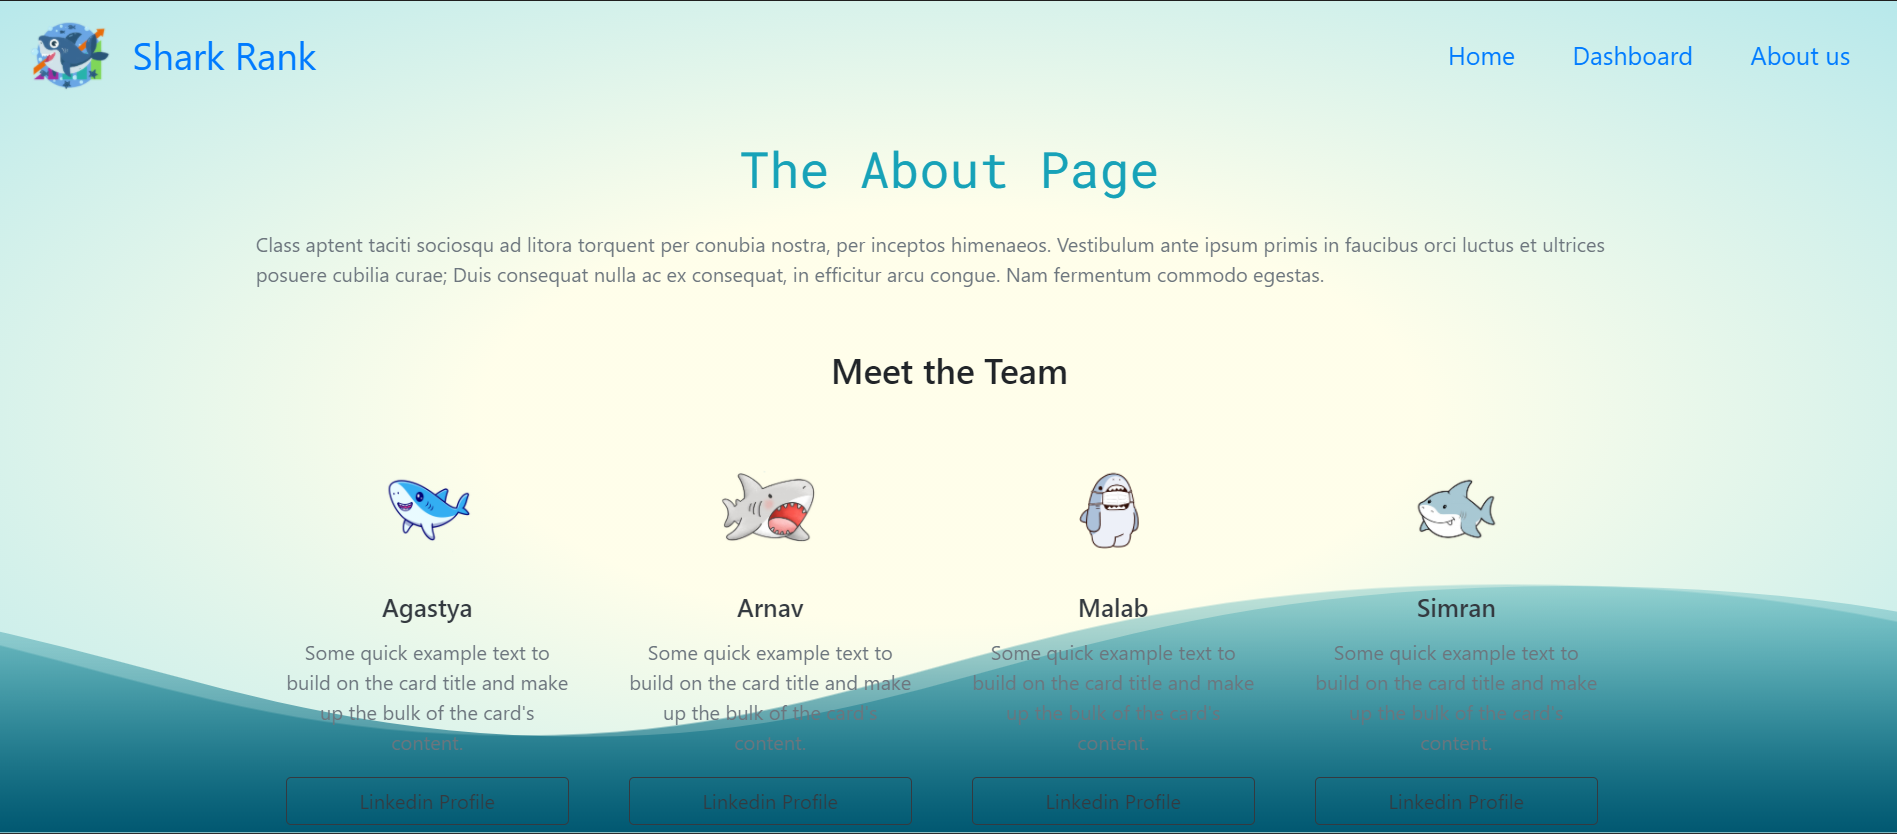 Shark Rank
Home
Dashboard
About us
The About Page
Class aptent taciti sociosqu ad litora torquent per conubia nostra, per inceptos himenaeos. Vestibulum ante ipsum primis in faucibus orci luctus et ultrices
posuere cubilia curae; Duis consequat nulla ac ex consequat, in efficitur arcu congue. Nam fermentum commodo egestas.
Meet the Team
Agastya
Some quick example text to
build on the card title and make
up the bulk of the card's
content.
Linkedin Profile
Arnav
Some quick example text to
build on the card title and make
up the bulk of the card's
content.
Linkedin Profile
Malab
Some quick example text to
build on the card title and make
up the bulk of the card's
content.
Linkedin Profile
Simran
Some quick example text to
build on the card title and make
up the bulk of the card's
content.
Linkedin Profile